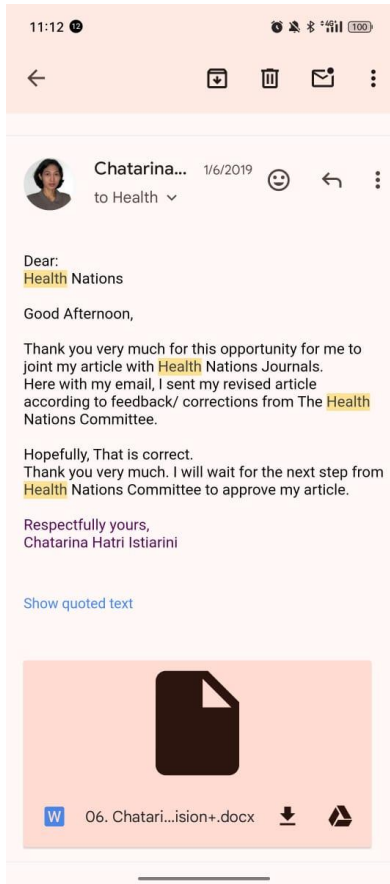 11:12 12 4G 100
Chatarina... 1/6/2019
to Health
Dear:
Health Nations
Good Afternoon,
Thank you very much for this opportunity for me to
joint my article with Health Nations Journals.
Here with my email, I sent my revised article
according to feedback/ corrections from The Health
Nations Committee.
Hopefully, That is correct.
Thank you very much. I will wait for the next step from
Health Nations Committee to approve my article.
Respectfully yours,
Chatarina Hatri Istiarini
Show quoted text
W 06. Chatari...ision+.docx